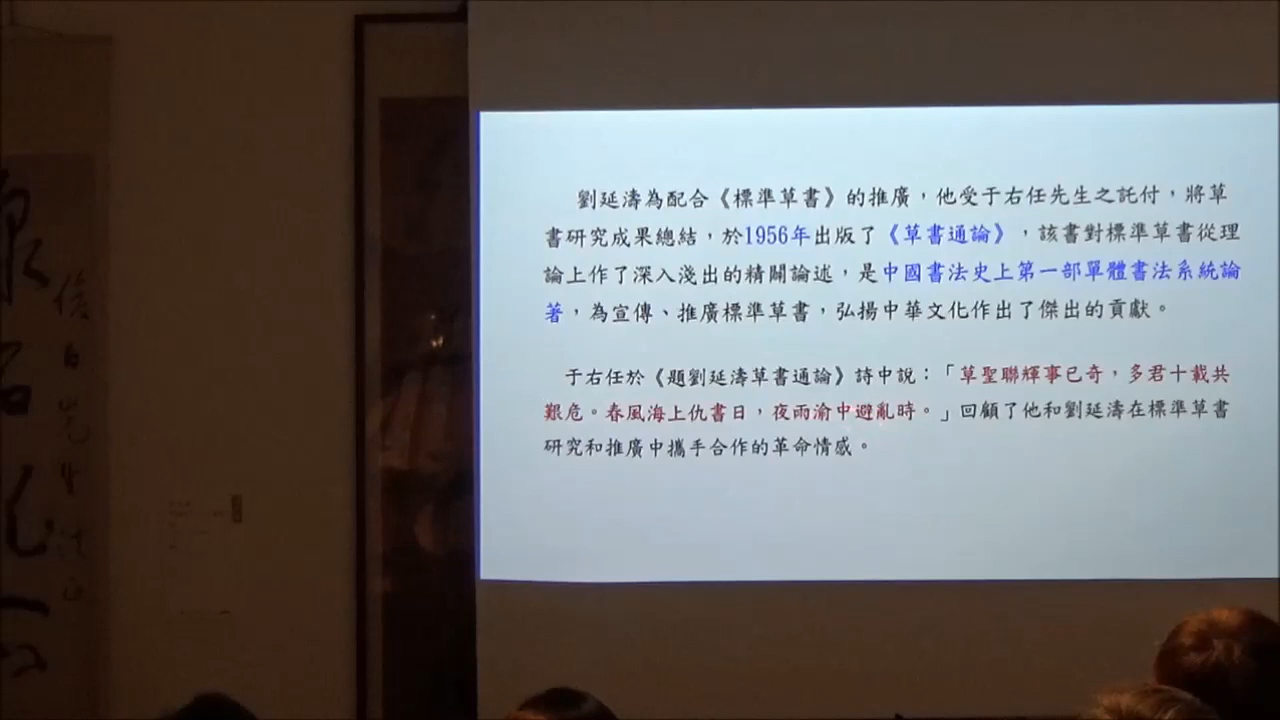 劉延濤為配合《標準草書》的推廣，他受于右任先生之託付，將草
書研究成果總結，於1956年出版了《草書通論》，該書對標準草書從理
論上作了深入淺出的精闢論述，是中國書法史上第一部單體書法系統論
著，為宣傳、推廣標準草書，弘揚中華文化作出了傑出的貢獻。
于右任於《題劉延濤草書通論》詩中說：「草聖聯輝事已奇，多君十載共
艱危。春風海上仇書日，夜雨渝中避亂時。」回顧了他和劉延濤在標準草書
研究和推廣中攜手合作的革命情感。